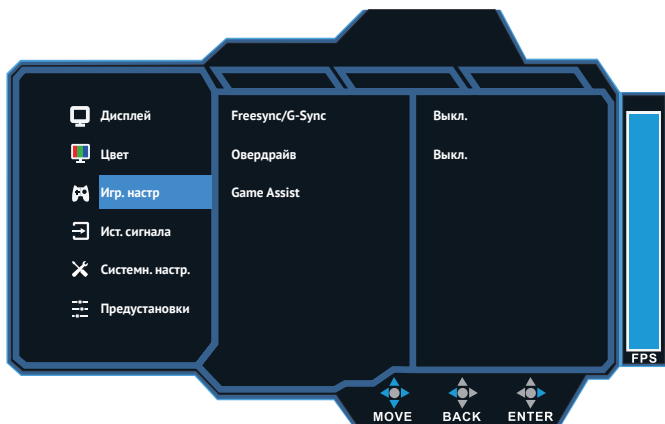 Дисплей
Цвет
Игр. настр
Ист. сигнала
Системн. настр.
Предустановки
Freesync/G-Sync
Овердрайв
Game Assist
Выкл.
Выкл.
FPS
MOVE
BACK
ENTER